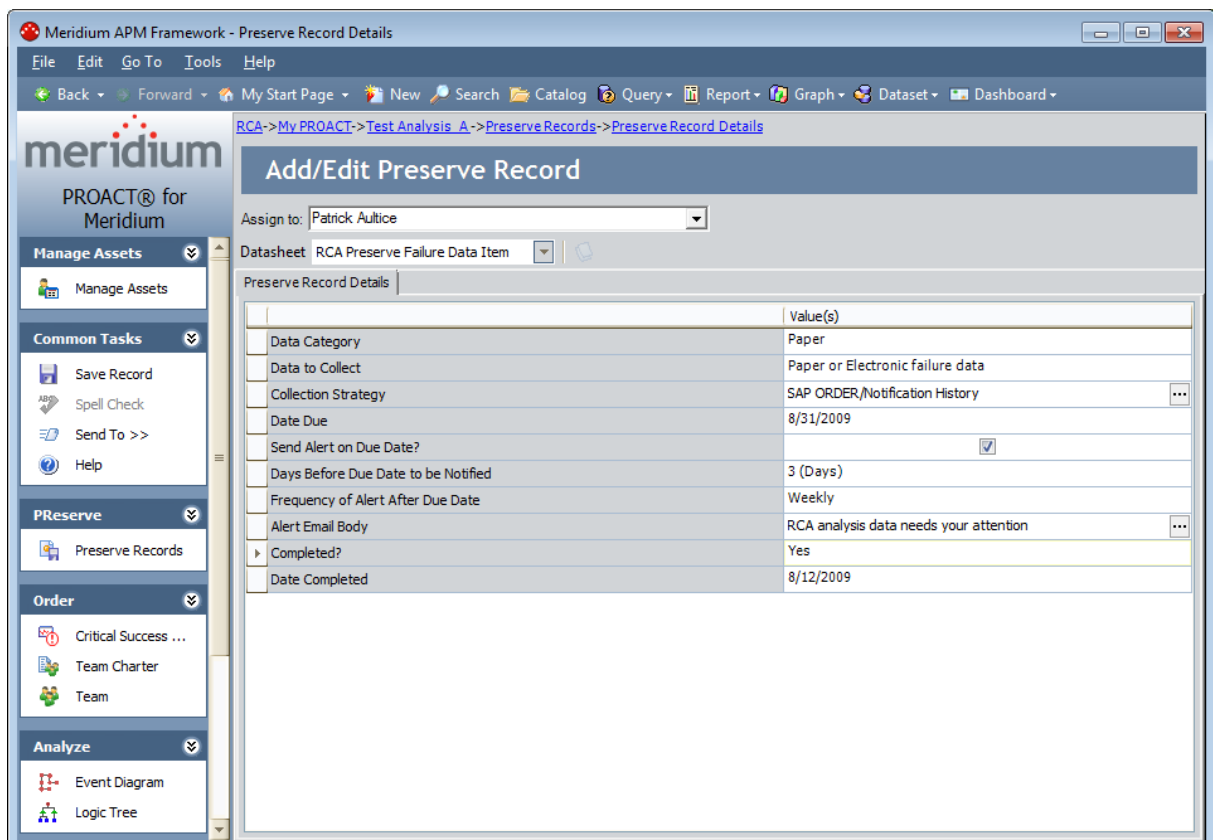 Meridium APM Framework - Preserve Record Details
File Edit Go To Tools Help
Back Forward My Start Page New Search Catalog Query Report Graph Dataset Dashboard
meridium
PROACT® for
Meridium
Manage Assets
Manage Assets
Common Tasks
Save Record
Spell Check
Send To >>
Help
PReserve
Preserve Records
Order
Critical Success ...
Team Charter
Team
Analyze
Event Diagram
Logic Tree
RCA->My PROACT->Test Analysis A->Preserve Records->Preserve Record Details
Add/Edit Preserve Record
Assign to: Patrick Aultice
Datasheet RCA Preserve Failure Data Item
Preserve Record Details
Value(s)
Data Category Paper
Data to Collect Paper or Electronic failure data
Collection Strategy SAP ORDER/Notification History ...
Date Due 8/31/2009
Send Alert on Due Date?
Days Before Due Date to be Notified 3 (Days)
Frequency of Alert After Due Date Weekly
Alert Email Body RCA analysis data needs your attention ...
Completed? Yes
Date Completed 8/12/2009